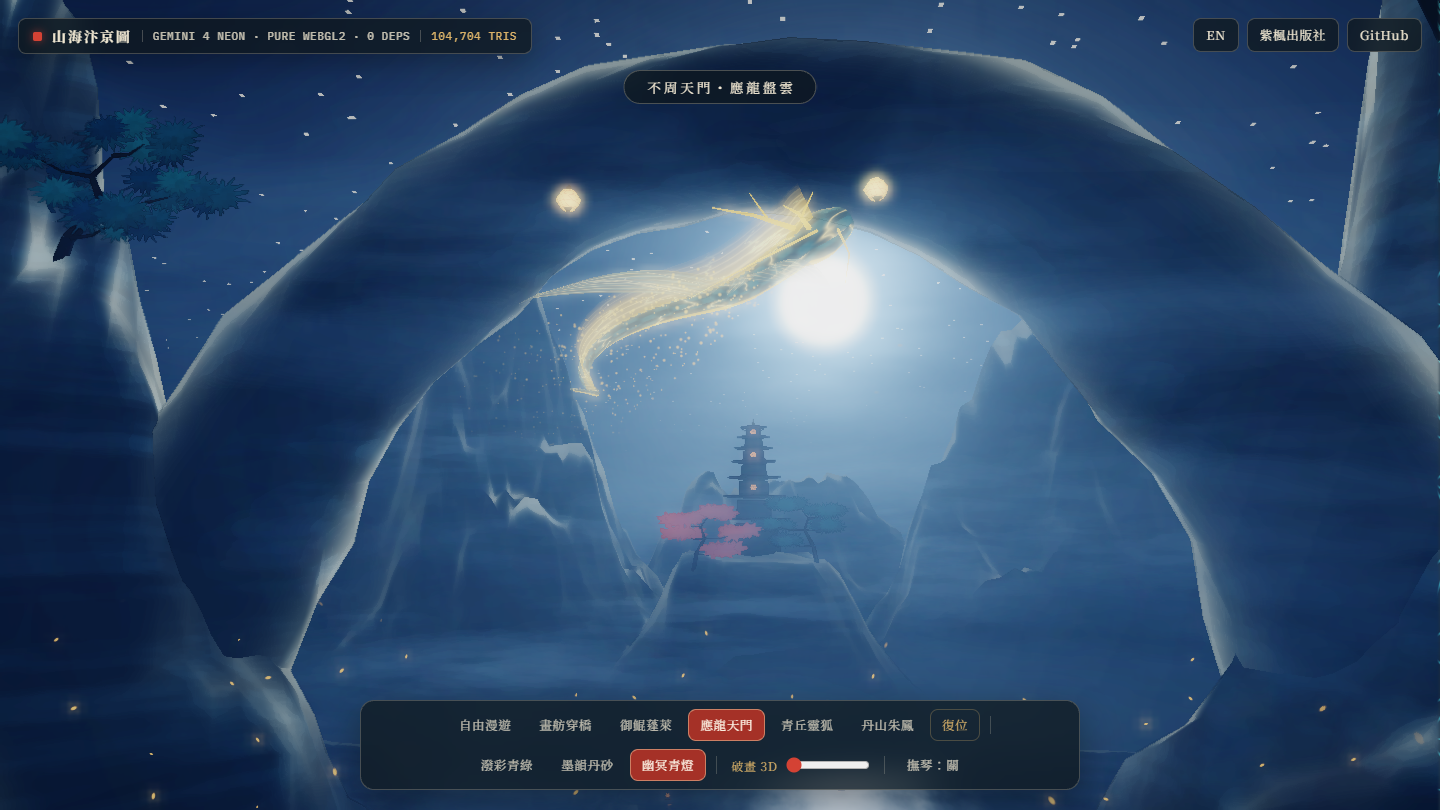 山海汴京圖 GEMINI 4 NEON · PURE WEBGL2 · 0 DEPS 104,704 TRIS
EN 紫楓出版社 GitHub
不周天門・應龍盤雲
自由漫遊 畫舫穿橋 御鯤蓬萊 應龍天門 青丘靈狐 丹山朱鳳 復位
潑彩青綠 墨韻丹砂 幽冥青燈 破畫 3D 撫琴：關